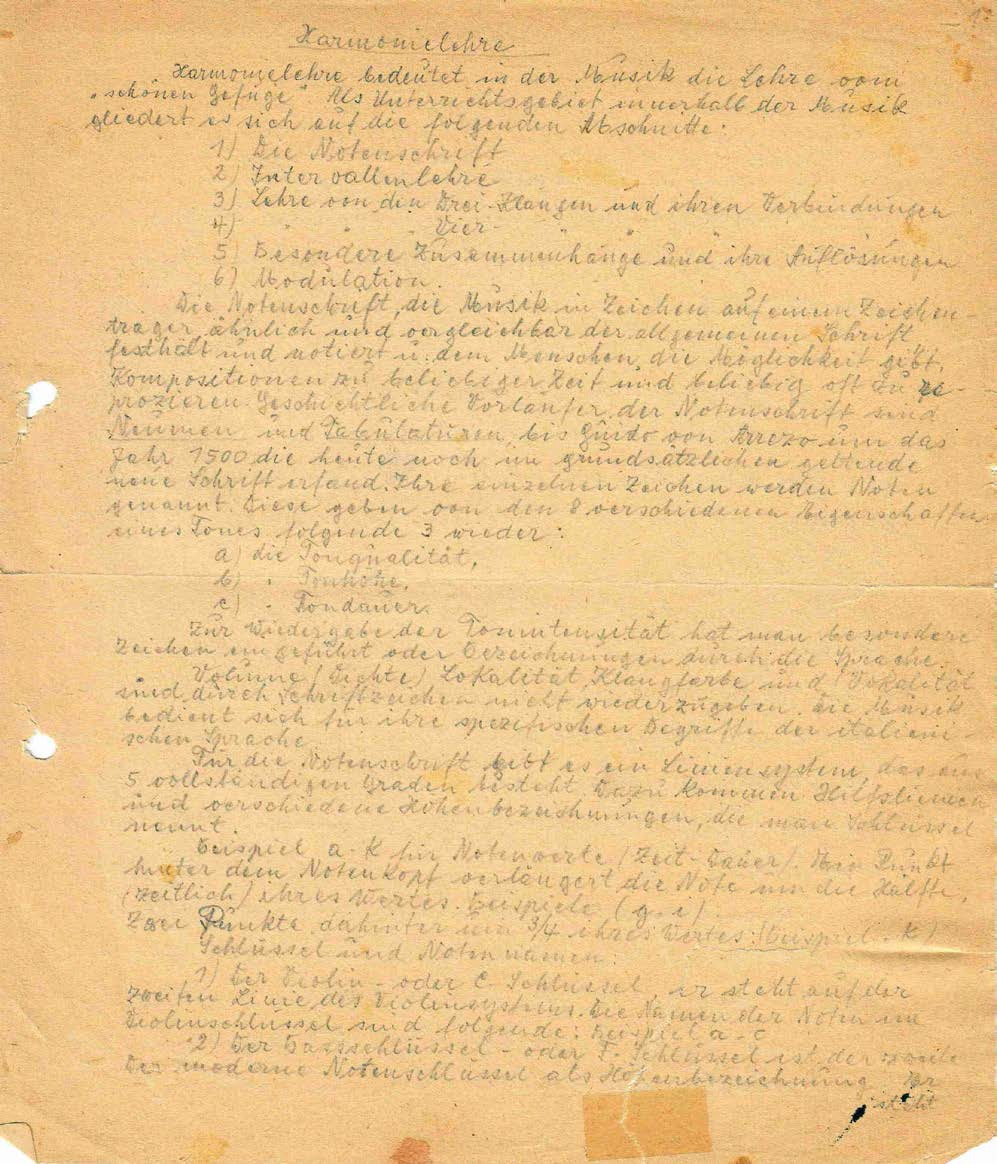 1.
Harmonielehre
Harmonielehre bedeutet in der Musik die Lehre vom
"schönen Gefüge". Als Unterrichtsgebiet innerhalb der Musik
gliedert es sich auf die folgenden Abschnitte:
1) Die Notenschrift
2) Intervallenlehre
3) Lehre von den Drei-Klängen und ihren Verbindungen
4) " " " Vier- " " " "
5) Besondere Zusammenhänge und ihre Auflösungen
6) Modulation.
Die Notenschrift, die Musik in Zeichen auf einem Zeichen-
träger, ähnlich und vergleichbar der allgemeinen Schrift
festhält und notiert u. dem Menschen die Möglichkeit gibt,
Kompositionen zu beliebiger Zeit und beliebig oft zu re-
prozieren. Geschichtliche Vorläufer der Notenschrift sind
Neumen und Tabulaturen, bis Guido von Arrezo um das
Jahr 1500 die heute noch im grundsätzlichen geltende
neue Schrift erfand. Ihre einzelnen Zeichen werden Noten
genannt. Diese geben von den 8 verschiedenen Eigenschaften
eines Tones folgende 3 wieder:
a) die Tonqualität,
b) " Tonhöhe,
c) " Tondauer.
Zur Wiedergabe der Tonintensität hat man besondere
Zeichen eingeführt oder Bezeichnungen durch die Sprache.
Volumne (Dichte) Lokalität, Klangfarbe und Vokalität
sind durch Schriftzeichen nicht wiederzugeben. Die Musik
bedient sich für ihre spezifischen Begriffe der italieni-
schen Sprache.
Für die Notenschrift gibt es ein Liniensystem, das aus
5 vollständigen Graden besteht. Dazu kommen Hilfslienien
und verschiedene Höhenbezeichnungen, die man Schlüssel
nennt.
Beispiel a-k für Notenwerte (Zeit-Dauer). Ein Punkt
hinter dem Notenkopf verlängert die Note um die Hälfte,
(zeitlich) ihres Wertes. Beispiele (g-i)
Zwei Punkte dahinter um 3/4 ihres Wertes. (Beispiel - k)
Schlüssel und Notennamen.
1) Der Violin- oder C-Schlüssel, er steht auf der
zweiten Linie des Violinsystems. Die Namen der Noten im
Violinschlüssel sind folgende: Beispiel a-c
2) Der Bassschlüssel- oder F-Schlüssel ist der zweite
Der moderne Notenschlüssel als Höhenbezeichnung. Er
steht